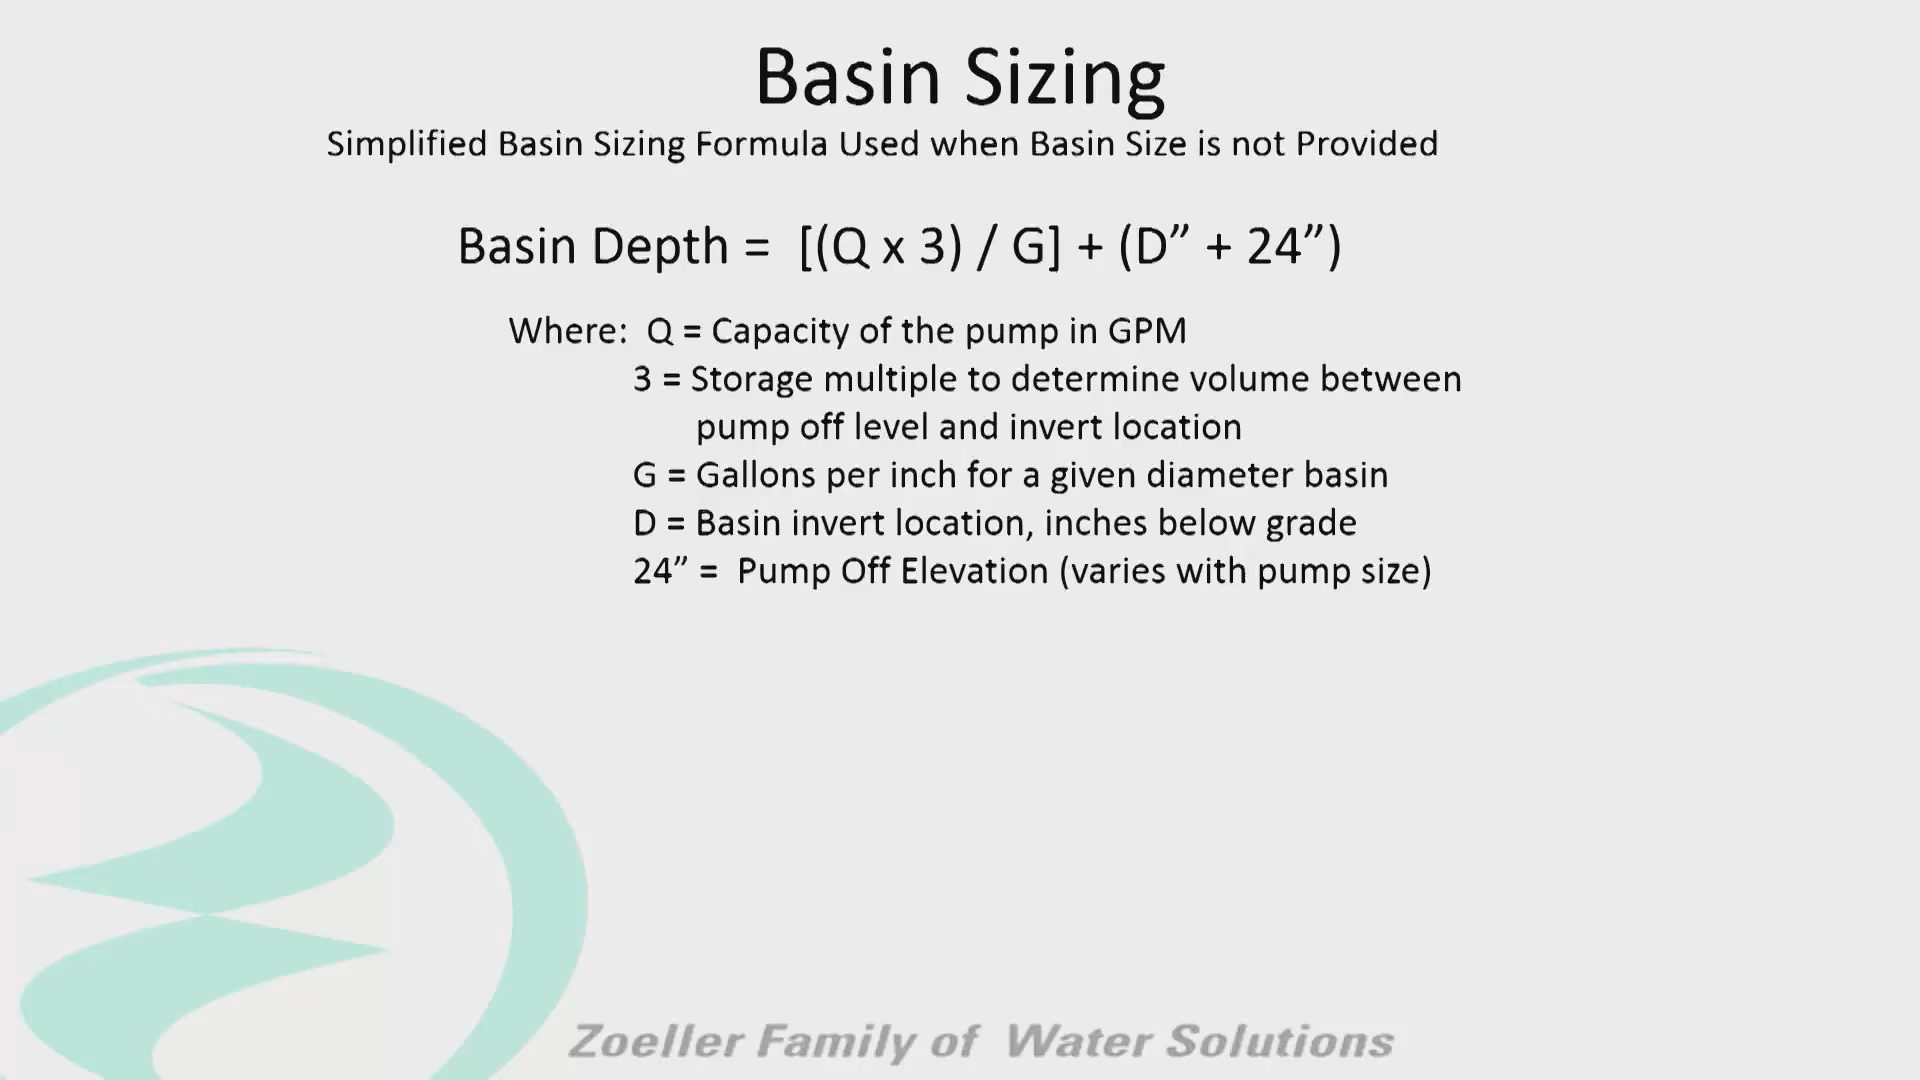 Basin Sizing
Simplified Basin Sizing Formula Used when Basin Size is not Provided
Basin Depth = [(Q x 3) / G] + (D” + 24”)
Where: Q = Capacity of the pump in GPM
3 = Storage multiple to determine volume between
pump off level and invert location
G = Gallons per inch for a given diameter basin
D = Basin invert location, inches below grade
24” = Pump Off Elevation (varies with pump size)
Zoeller Family of Water Solutions